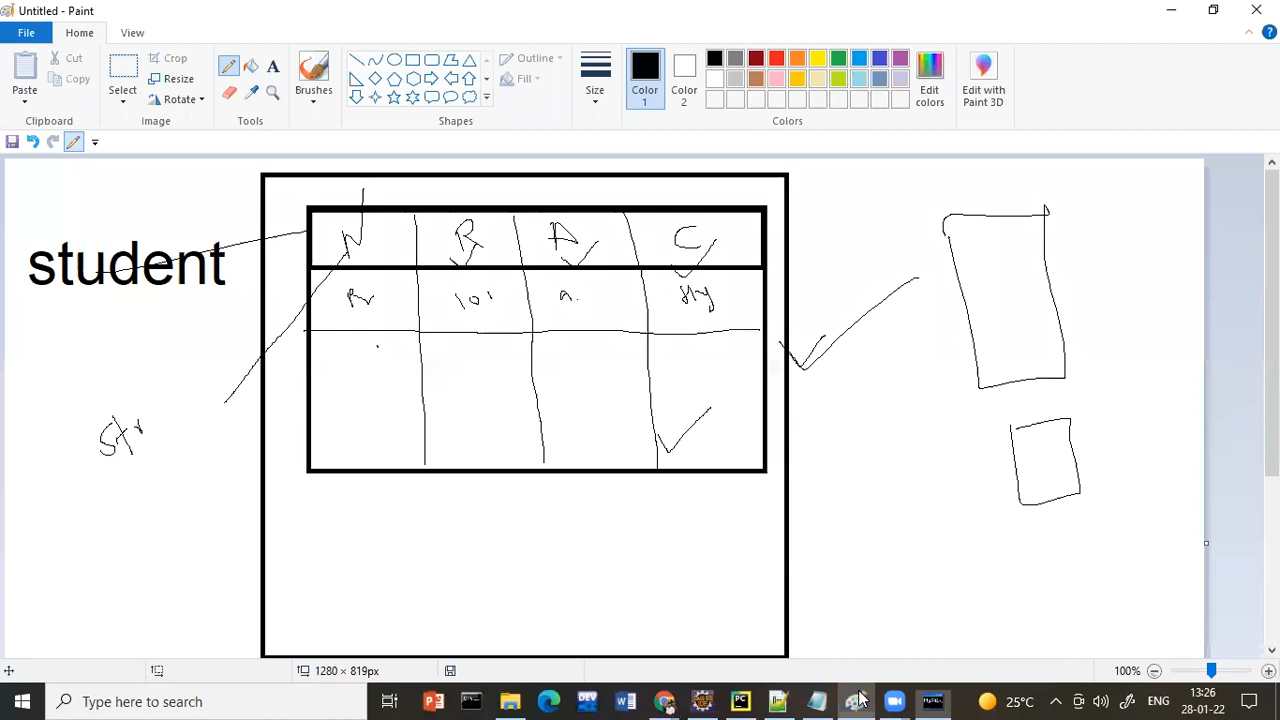 Untitled - Paint
File
Home
View
Paste
Cut
Copy
Clipboard
Select
Crop
Resize
Rotate
Image
Tools
Brushes
Shapes
Outline
Fill
Size
Color 1
Color 2
Colors
Edit colors
Edit with Paint 3D
student
N R A C
101 a. Hy
1280 × 819px
100%
Type here to search
25°C
ENG
13:26
28-01-22